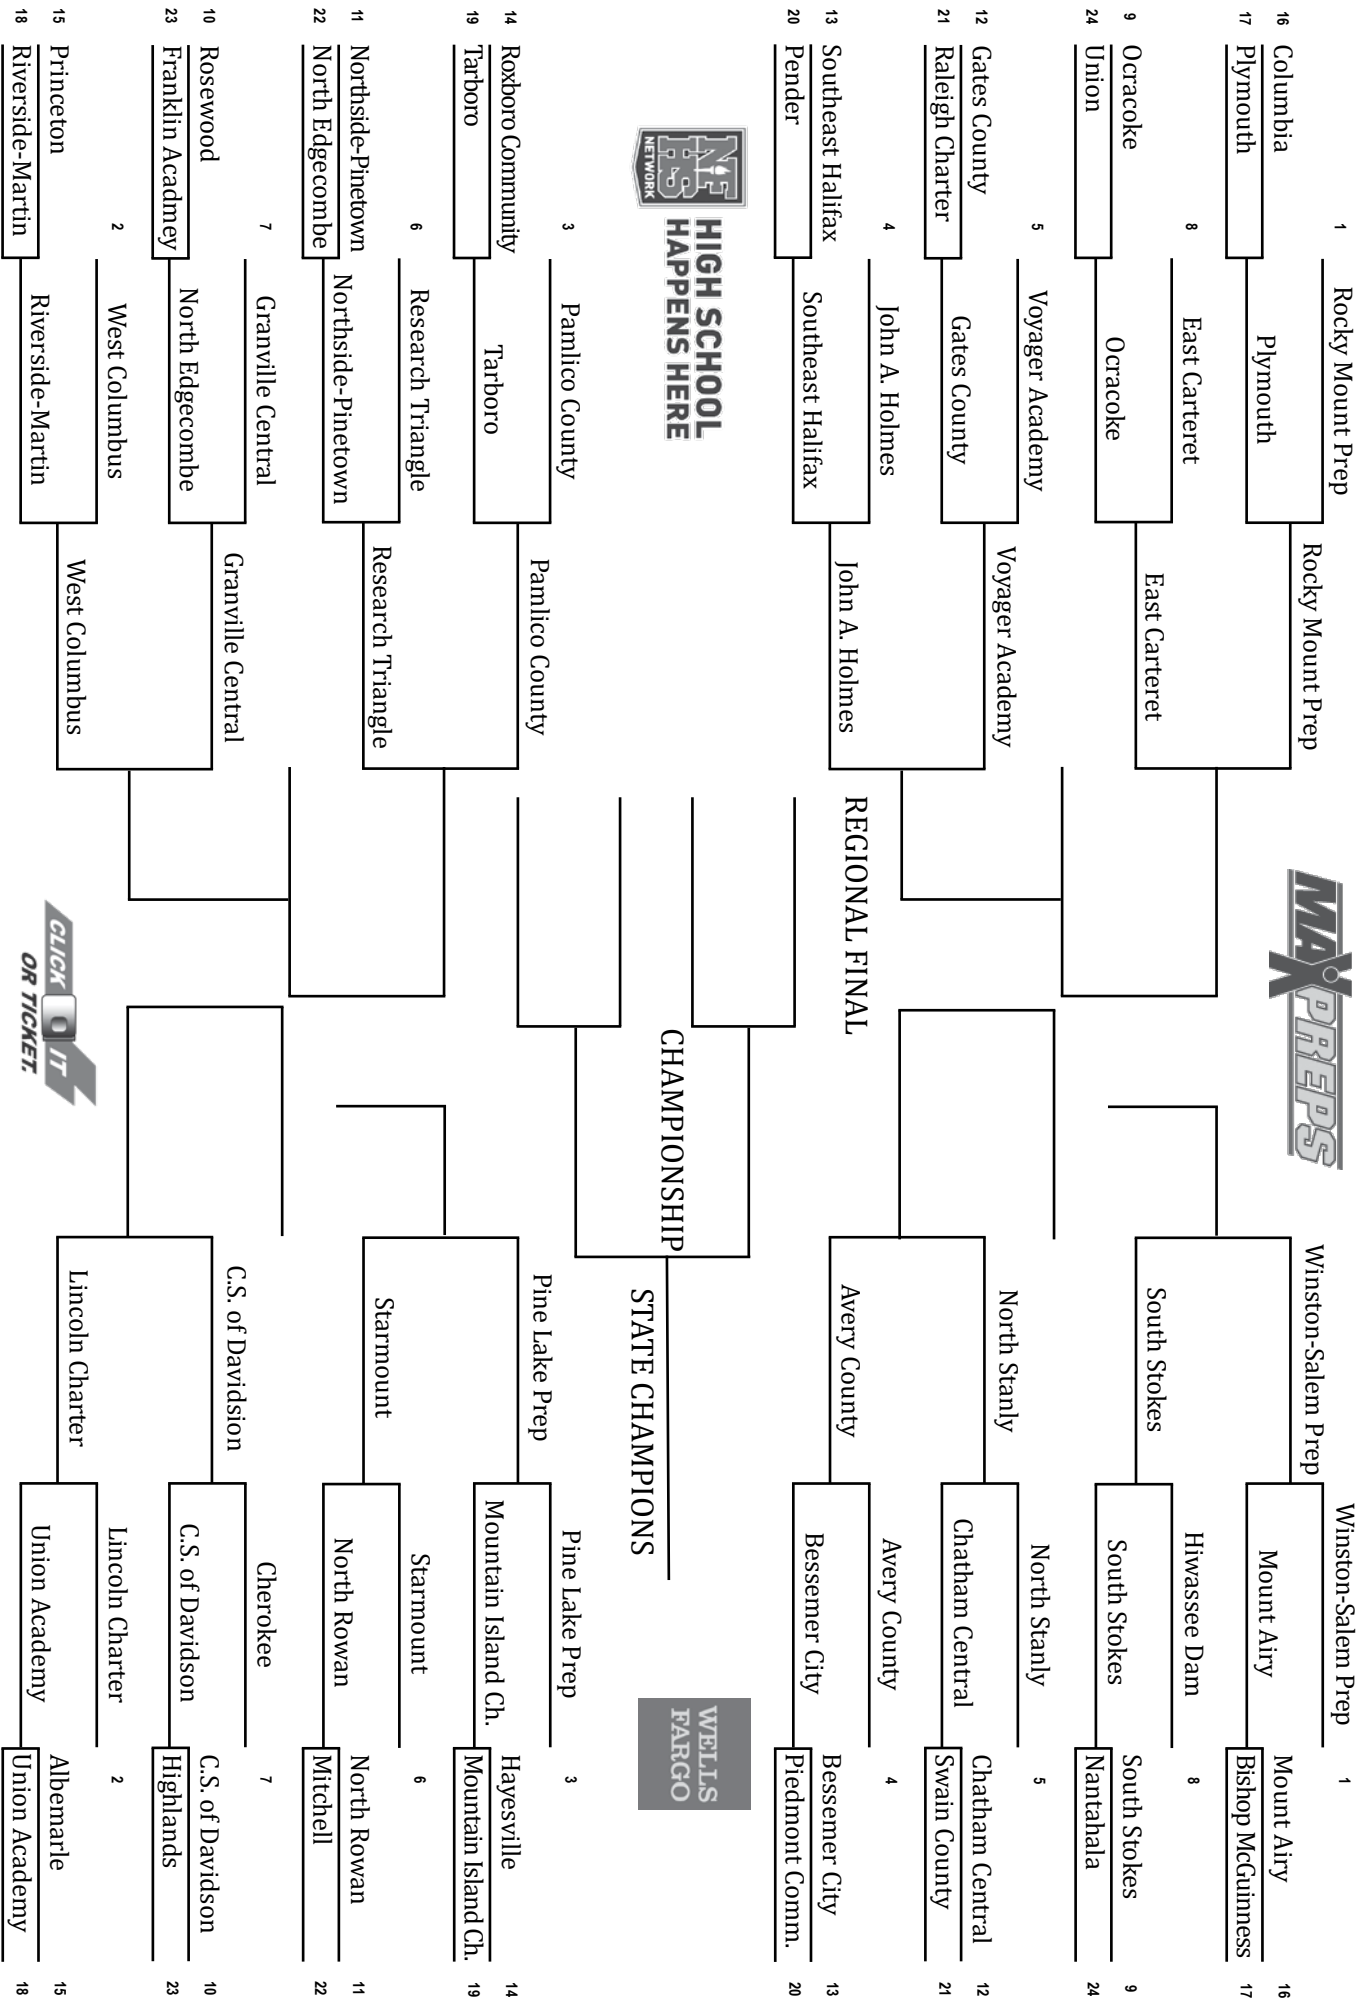 1 Rocky Mount Prep
16 Columbia
17 Plymouth
Plymouth
Rocky Mount Prep
8 East Carteret
9 Ocracoke
24 Union
Ocracoke
East Carteret
5 Voyager Academy
12 Gates County
21 Raleigh Charter
Gates County
Voyager Academy
4 John A. Holmes
13 Southeast Halifax
20 Pender
Southeast Halifax
John A. Holmes
NFHS
NETWORK
HIGH SCHOOL
HAPPENS HERE
3 Pamlico County
14 Roxboro Community
19 Tarboro
Tarboro
Pamlico County
6 Research Triangle
11 Northside-Pinetown
22 North Edgecombe
Northside-Pinetown
Research Triangle
7 Granville Central
10 Rosewood
23 Franklin Acadmey
North Edgecombe
Granville Central
2 West Columbus
15 Princeton
18 Riverside-Martin
Riverside-Martin
West Columbus
MAXPREPS
REGIONAL FINAL
CHAMPIONSHIP
STATE CHAMPIONS
CLICK IT
OR TICKET.
Winston-Salem Prep 1
Mount Airy 16
Bishop McGuinness 17
Mount Airy
Winston-Salem Prep
Hiwassee Dam 8
South Stokes 9
Nantahala 24
South Stokes
South Stokes
North Stanly 5
Chatham Central 12
Swain County 21
Chatham Central
North Stanly
Avery County 4
Bessemer City 13
Piedmont Comm. 20
Bessemer City
Avery County
WELLS
FARGO
Pine Lake Prep 3
Hayesville 14
Mountain Island Ch. 19
Mountain Island Ch.
Pine Lake Prep
Starmount 6
North Rowan 11
Mitchell 22
North Rowan
Starmount
Cherokee 7
C.S. of Davidson 10
Highlands 23
C.S. of Davidson
C.S. of Davidsion
Lincoln Charter 2
Albemarle 15
Union Academy 18
Union Academy
Lincoln Charter